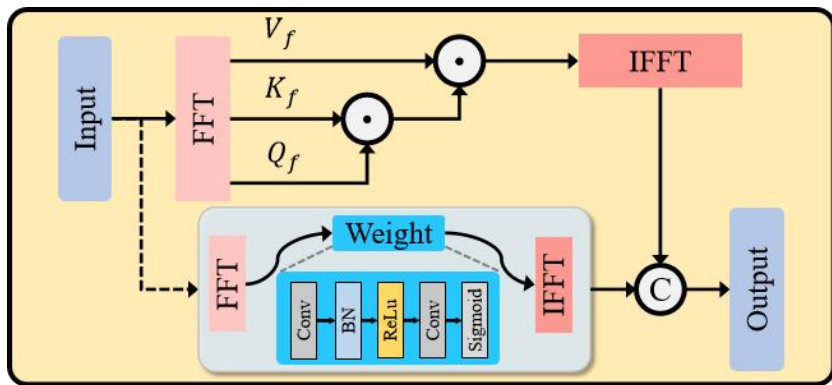 Input
FFT
V_f
K_f
Q_f
IFFT
FFT
Weight
Conv
BN
ReLu
Conv
Sigmoid
IFFT
C
Output